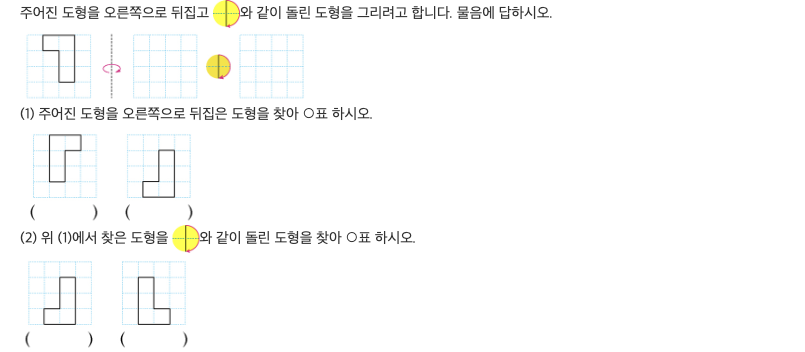 주어진 도형을 오른쪽으로 뒤집고 와 같이 돌린 도형을 그리려고 합니다. 물음에 답하시오.
(1) 주어진 도형을 오른쪽으로 뒤집은 도형을 찾아 ○표 하시오.
( ) ( )
(2) 위 (1)에서 찾은 도형을 와 같이 돌린 도형을 찾아 ○표 하시오.
( ) ( )